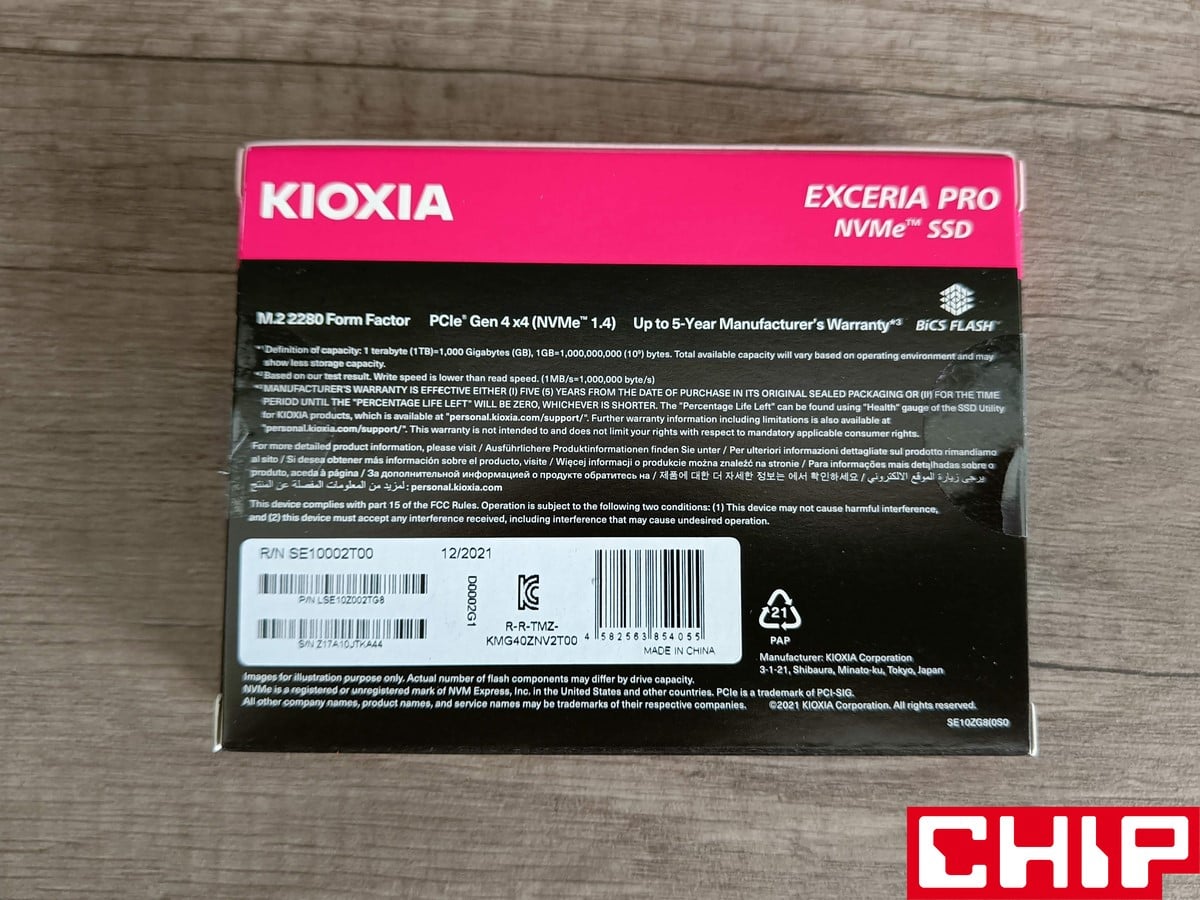 KIOXIA
EXCERIA PRO
NVMe™ SSD
M.2 2280 Form Factor PCIe® Gen 4 x4 (NVMe™ 1.4) Up to 5-Year Manufacturer's Warranty*³
BiCS FLASH™
*¹Definition of capacity: 1 terabyte (1TB)=1,000 Gigabytes (GB), 1GB=1,000,000,000 (10⁹) bytes. Total available capacity will vary based on operating environment and may
show less storage capacity.
*²Based on our test result. Write speed is lower than read speed. (1MB/s=1,000,000 byte/s)
*³MANUFACTURER'S WARRANTY IS EFFECTIVE EITHER (I) FIVE (5) YEARS FROM THE DATE OF PURCHASE IN ITS ORIGINAL SEALED PACKAGING OR (II) FOR THE TIME
PERIOD UNTIL THE "PERCENTAGE LIFE LEFT" WILL BE ZERO, WHICHEVER IS SHORTER. The "Percentage Life Left" can be found using "Health" gauge of the SSD Utility
for KIOXIA products, which is available at "personal.kioxia.com/support/". Further warranty information including limitations is also available at
"personal.kioxia.com/support/". This warranty is not intended to and does not limit your rights with respect to mandatory applicable consumer rights.
For more detailed product information, please visit / Ausführlichere Produktinformationen finden Sie unter / Per ulteriori informazioni dettagliate sul prodotto rimandiamo
al sito / Si desea obtener más información sobre el producto, visite / Więcej informacji o produkcie można znaleźć na stronie / Para informações mais detalhadas sobre o
produto, aceda à página / За дополнительной информацией о продукте обратитесь на / 제품에 대한 더 자세한 정보는 에서 확인하세요 / يرجى زيارة الموقع الالكتروني
لمزيد من المعلومات المفصلة عن المنتج : personal.kioxia.com
This device complies with part 15 of the FCC Rules. Operation is subject to the following two conditions: (1) This device may not cause harmful interference,
and (2) this device must accept any interference received, including interference that may cause undesired operation.
R/N SE10002T00 12/2021
P/N LSE10Z002TG8
S/N Z17A10JTKA44
D0002G1
R-R-TMZ-
KMG40ZNV2T00
4 582563 854055
MADE IN CHINA
21
PAP
Manufacturer: KIOXIA Corporation
3-1-21, Shibaura, Minato-ku, Tokyo, Japan
Images for illustration purpose only. Actual number of flash components may differ by drive capacity.
NVMe is a registered or unregistered mark of NVM Express, Inc. in the United States and other countries. PCIe is a trademark of PCI-SIG.
All other company names, product names, and service names may be trademarks of their respective companies. ©2021 KIOXIA Corporation. All rights reserved.
SE10ZG8(0S0
CHIP